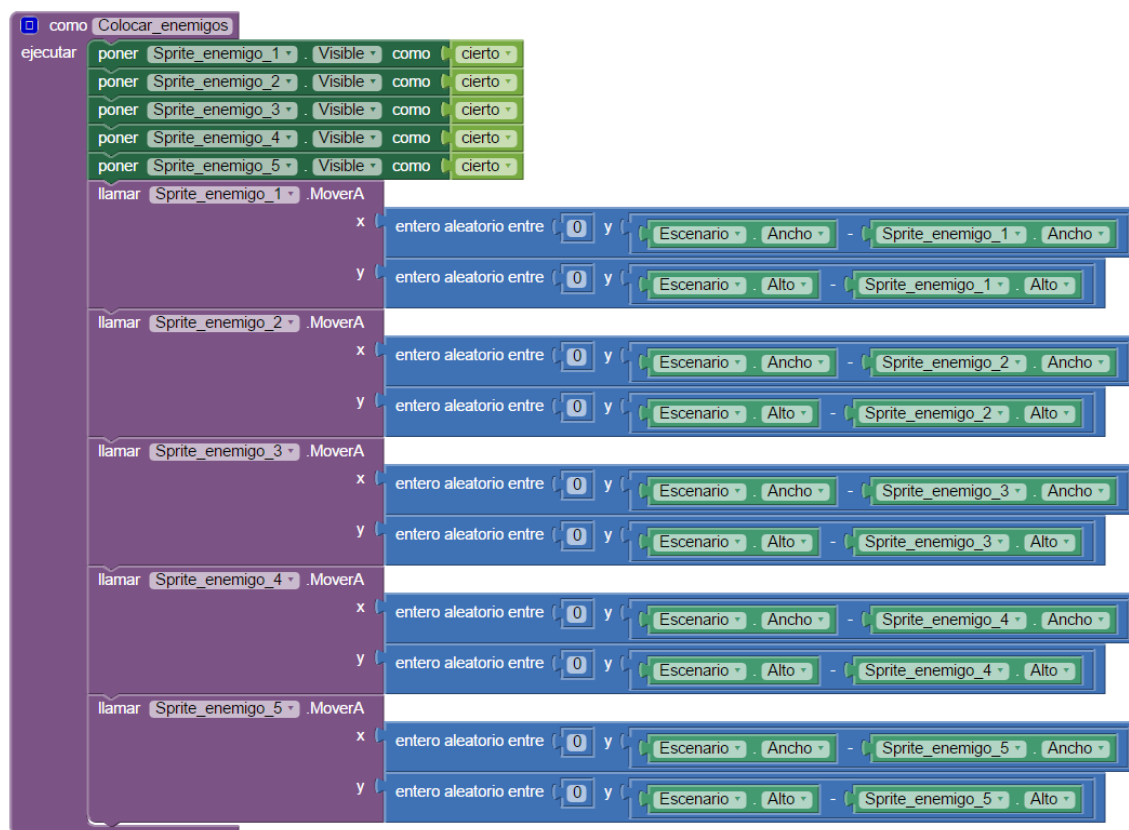 como Colocar_enemigos
ejecutar poner Sprite_enemigo_1 . Visible como cierto
poner Sprite_enemigo_2 . Visible como cierto
poner Sprite_enemigo_3 . Visible como cierto
poner Sprite_enemigo_4 . Visible como cierto
poner Sprite_enemigo_5 . Visible como cierto
llamar Sprite_enemigo_1 .MoverA
x entero aleatorio entre 0 y Escenario . Ancho - Sprite_enemigo_1 . Ancho
y entero aleatorio entre 0 y Escenario . Alto - Sprite_enemigo_1 . Alto
llamar Sprite_enemigo_2 .MoverA
x entero aleatorio entre 0 y Escenario . Ancho - Sprite_enemigo_2 . Ancho
y entero aleatorio entre 0 y Escenario . Alto - Sprite_enemigo_2 . Alto
llamar Sprite_enemigo_3 .MoverA
x entero aleatorio entre 0 y Escenario . Ancho - Sprite_enemigo_3 . Ancho
y entero aleatorio entre 0 y Escenario . Alto - Sprite_enemigo_3 . Alto
llamar Sprite_enemigo_4 .MoverA
x entero aleatorio entre 0 y Escenario . Ancho - Sprite_enemigo_4 . Ancho
y entero aleatorio entre 0 y Escenario . Alto - Sprite_enemigo_4 . Alto
llamar Sprite_enemigo_5 .MoverA
x entero aleatorio entre 0 y Escenario . Ancho - Sprite_enemigo_5 . Ancho
y entero aleatorio entre 0 y Escenario . Alto - Sprite_enemigo_5 . Alto